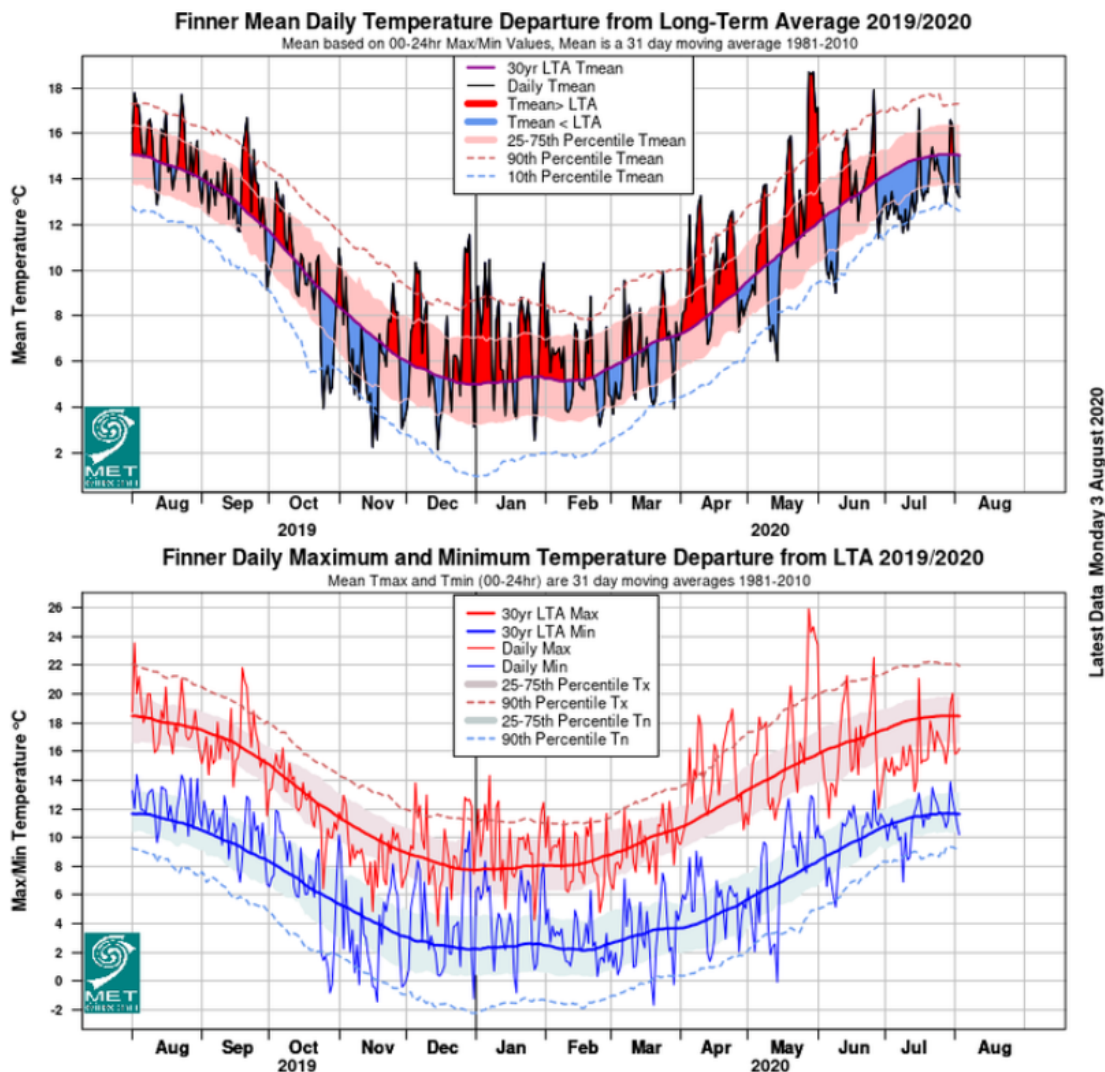 Finner Mean Daily Temperature Departure from Long-Term Average 2019/2020
Mean based on 00-24hr Max/Min Values, Mean is a 31 day moving average 1981-2010
30yr LTA Tmean
Daily Tmean
Tmean> LTA
Tmean < LTA
25-75th Percentile Tmean
90th Percentile Tmean
10th Percentile Tmean
Mean Temperature ºC
18
16
14
12
10
8
6
4
2
MET
Aug Sep Oct Nov Dec Jan Feb Mar Apr May Jun Jul Aug
2019 2020
Latest Data Monday 3 August 2020
Finner Daily Maximum and Minimum Temperature Departure from LTA 2019/2020
Mean Tmax and Tmin (00-24hr) are 31 day moving averages 1981-2010
30yr LTA Max
30yr LTA Min
Daily Max
Daily Min
25-75th Percentile Tx
90th Percentile Tx
25-75th Percentile Tn
90th Percentile Tn
Max/Min Temperature ºC
26
24
22
20
18
16
14
12
10
8
6
4
2
0
-2
MET
Aug Sep Oct Nov Dec Jan Feb Mar Apr May Jun Jul Aug
2019 2020